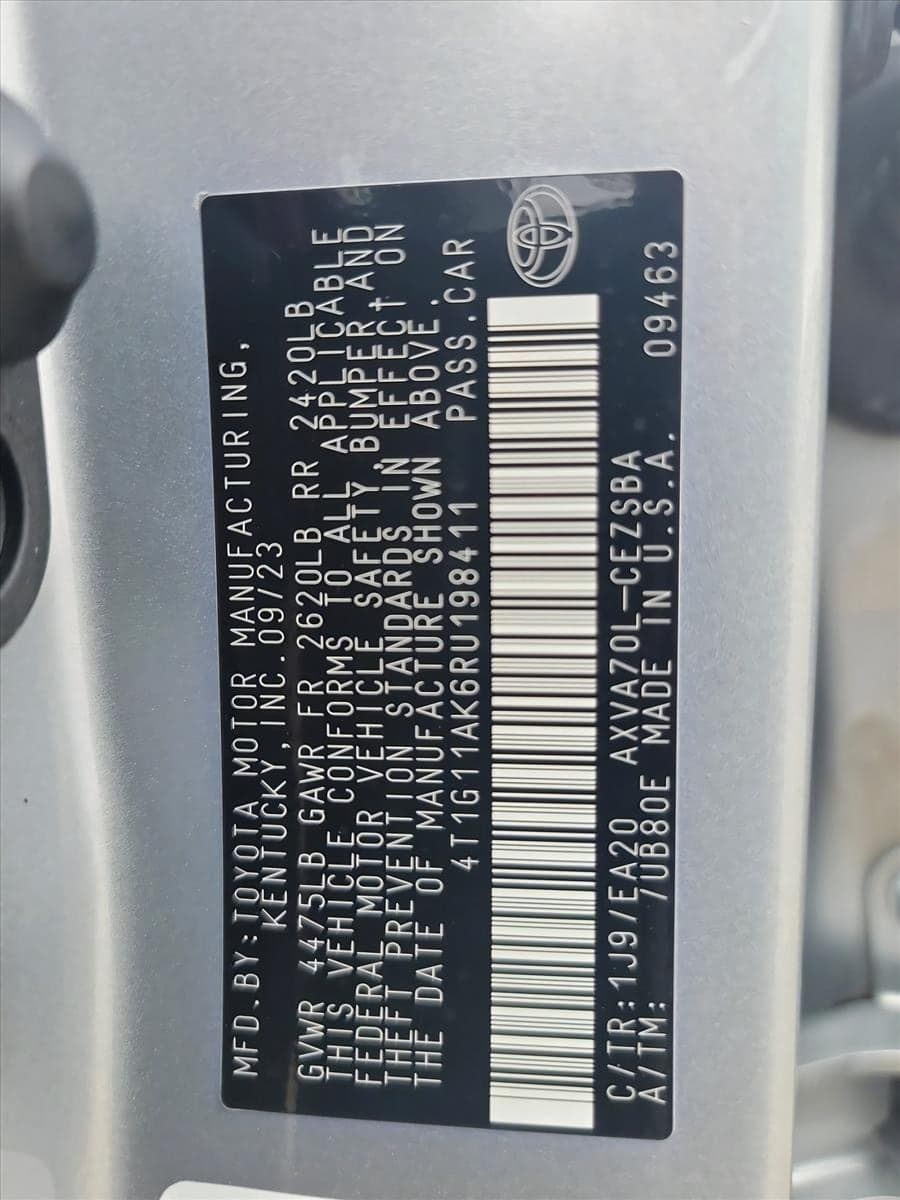 MFD.BY:TOYOTA MOTOR MANUFACTURING,
KENTUCKY,INC.09/23
GVWR 4475LB GAWR FR 2620LB RR 2420LB
THIS VEHICLE CONFORMS TO ALL APPLICABLE
FEDERAL MOTOR VEHICLE SAFETY,BUMPER,AND
THEFT PREVENTION STANDARDS IN EFFECT ON
THE DATE OF MANUFACTURE SHOWN ABOVE.
4T1G11AK6RU198411 PASS.CAR
C/TR:1J9/EA20 AXVA70L-CEZSBA
A/TM: /UB80E MADE IN U.S.A. 09463